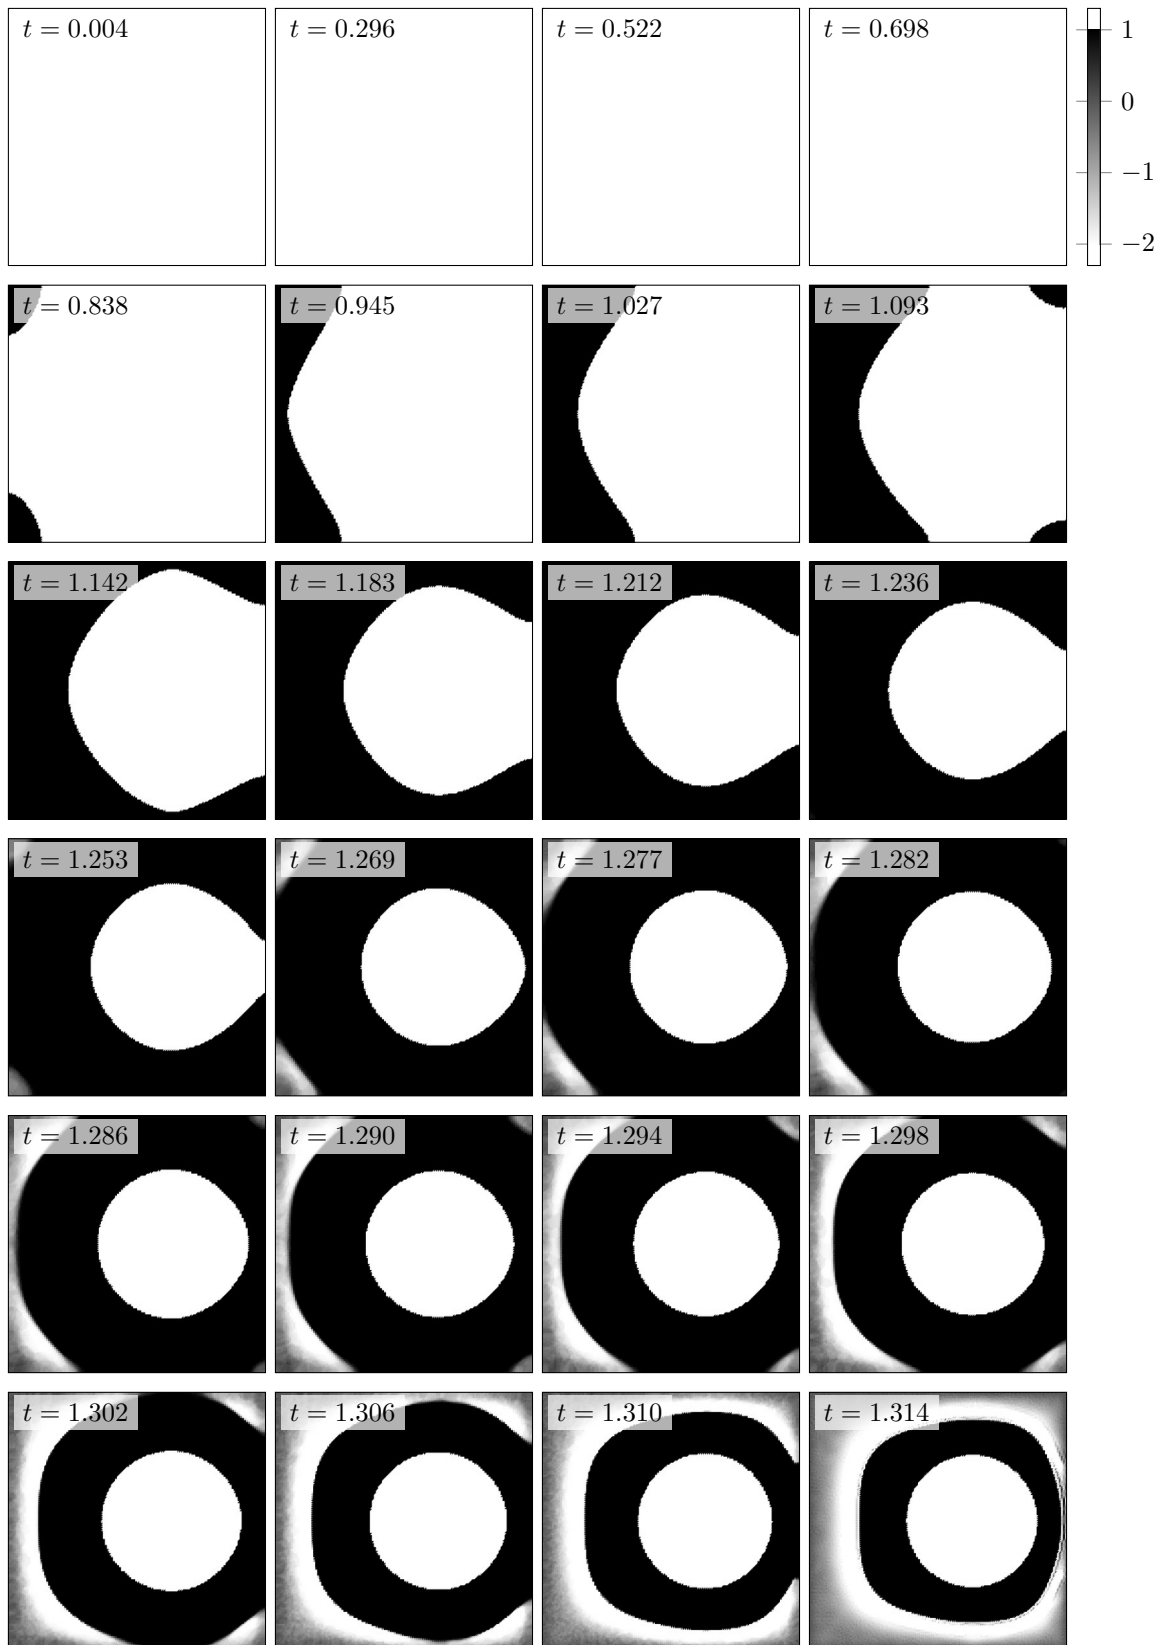 t = 0.004 t = 0.296 t = 0.522 t = 0.698
1
0
−1
−2
t = 0.838 t = 0.945 t = 1.027 t = 1.093
t = 1.142 t = 1.183 t = 1.212 t = 1.236
t = 1.253 t = 1.269 t = 1.277 t = 1.282
t = 1.286 t = 1.290 t = 1.294 t = 1.298
t = 1.302 t = 1.306 t = 1.310 t = 1.314